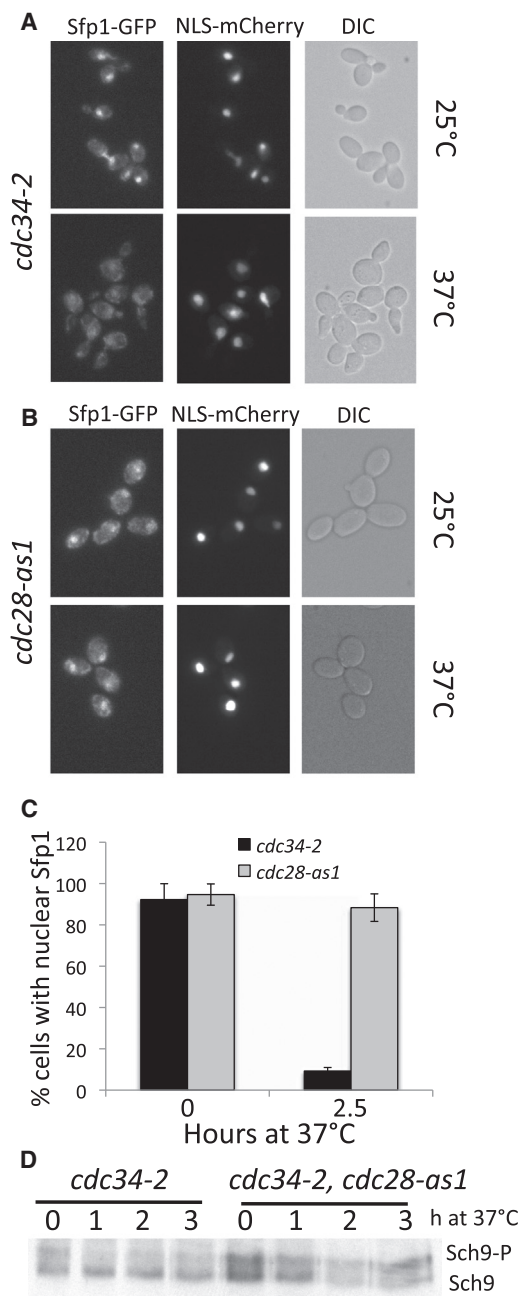 A
Sfp1-GFP NLS-mCherry DIC
cdc34-2
25°C
37°C
B
Sfp1-GFP NLS-mCherry DIC
cdc28-as1
25°C
37°C
C
% cells with nuclear Sfp1
120
100
80
60
40
20
0
cdc34-2
cdc28-as1
0 2.5
Hours at 37°C
D
cdc34-2 cdc34-2, cdc28-as1
0 1 2 3 0 1 2 3 h at 37°C
Sch9-P
Sch9